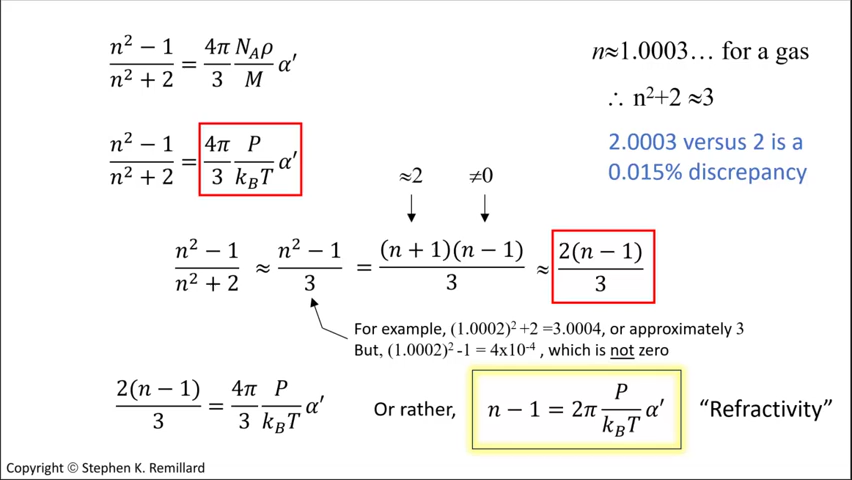 (n² − 1)/(n² + 2) = (4π/3) (N_A ρ/M) α′
n≈1.0003… for a gas
∴ n²+2 ≈3
(n² − 1)/(n² + 2) = (4π/3) (P/(k_B T)) α′
2.0003 versus 2 is a
0.015% discrepancy
≈2 ≠0
(n² − 1)/(n² + 2) ≈ (n² − 1)/3 = ((n + 1)(n − 1))/3 ≈ (2(n − 1))/3
For example, (1.0002)² +2 =3.0004, or approximately 3
But, (1.0002)² -1 = 4x10⁻⁴ , which is not zero
(2(n − 1))/3 = (4π/3) (P/(k_B T)) α′ Or rather, n − 1 = 2π (P/(k_B T)) α′ “Refractivity”
Copyright © Stephen K. Remillard